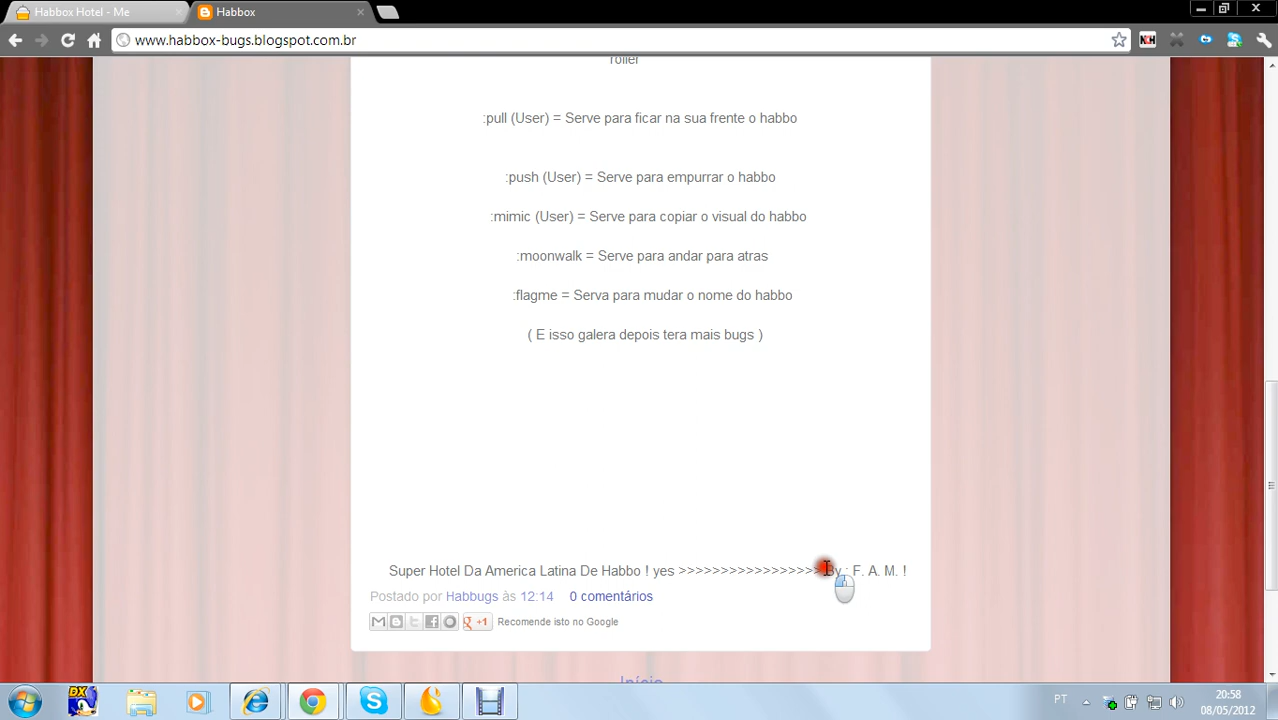 Habbox Hotel - Me
Habbox
www.habbox-bugs.blogspot.com.br
roller
:pull (User) = Serve para ficar na sua frente o habbo
:push (User) = Serve para empurrar o habbo
:mimic (User) = Serve para copiar o visual do habbo
:moonwalk = Serve para andar para atras
:flagme = Serva para mudar o nome do habbo
( E isso galera depois tera mais bugs )
Super Hotel Da America Latina De Habbo ! yes >>>>>>>>>>>>>>>>> By : F. A. M. !
Postado por Habbugs às 12:14 0 comentários
+1 Recomende isto no Google
Início
DX
PT
20:58
08/05/2012